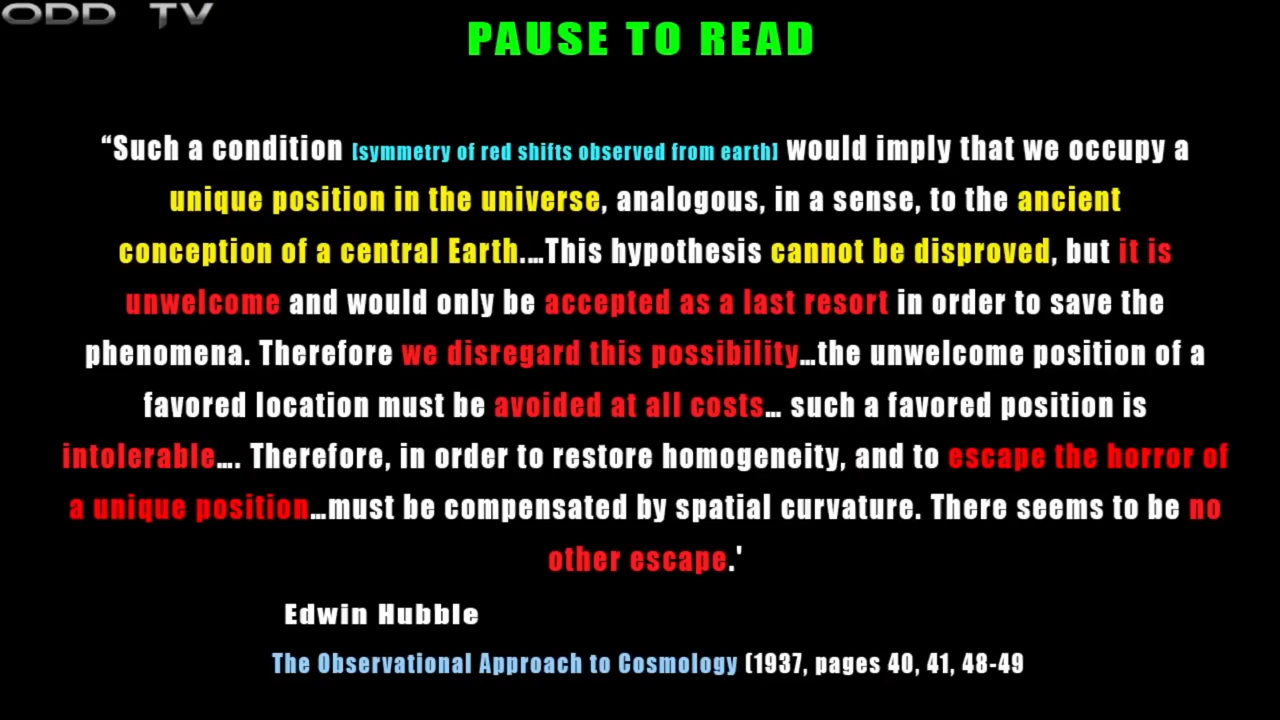 ODD TV
PAUSE TO READ
“Such a condition [symmetry of red shifts observed from earth] would imply that we occupy a
unique position in the universe, analogous, in a sense, to the ancient
conception of a central Earth....This hypothesis cannot be disproved, but it is
unwelcome and would only be accepted as a last resort in order to save the
phenomena. Therefore we disregard this possibility...the unwelcome position of a
favored location must be avoided at all costs... such a favored position is
intolerable.... Therefore, in order to restore homogeneity, and to escape the horror of
a unique position...must be compensated by spatial curvature. There seems to be no
other escape.'
Edwin Hubble
The Observational Approach to Cosmology (1937, pages 40, 41, 48-49